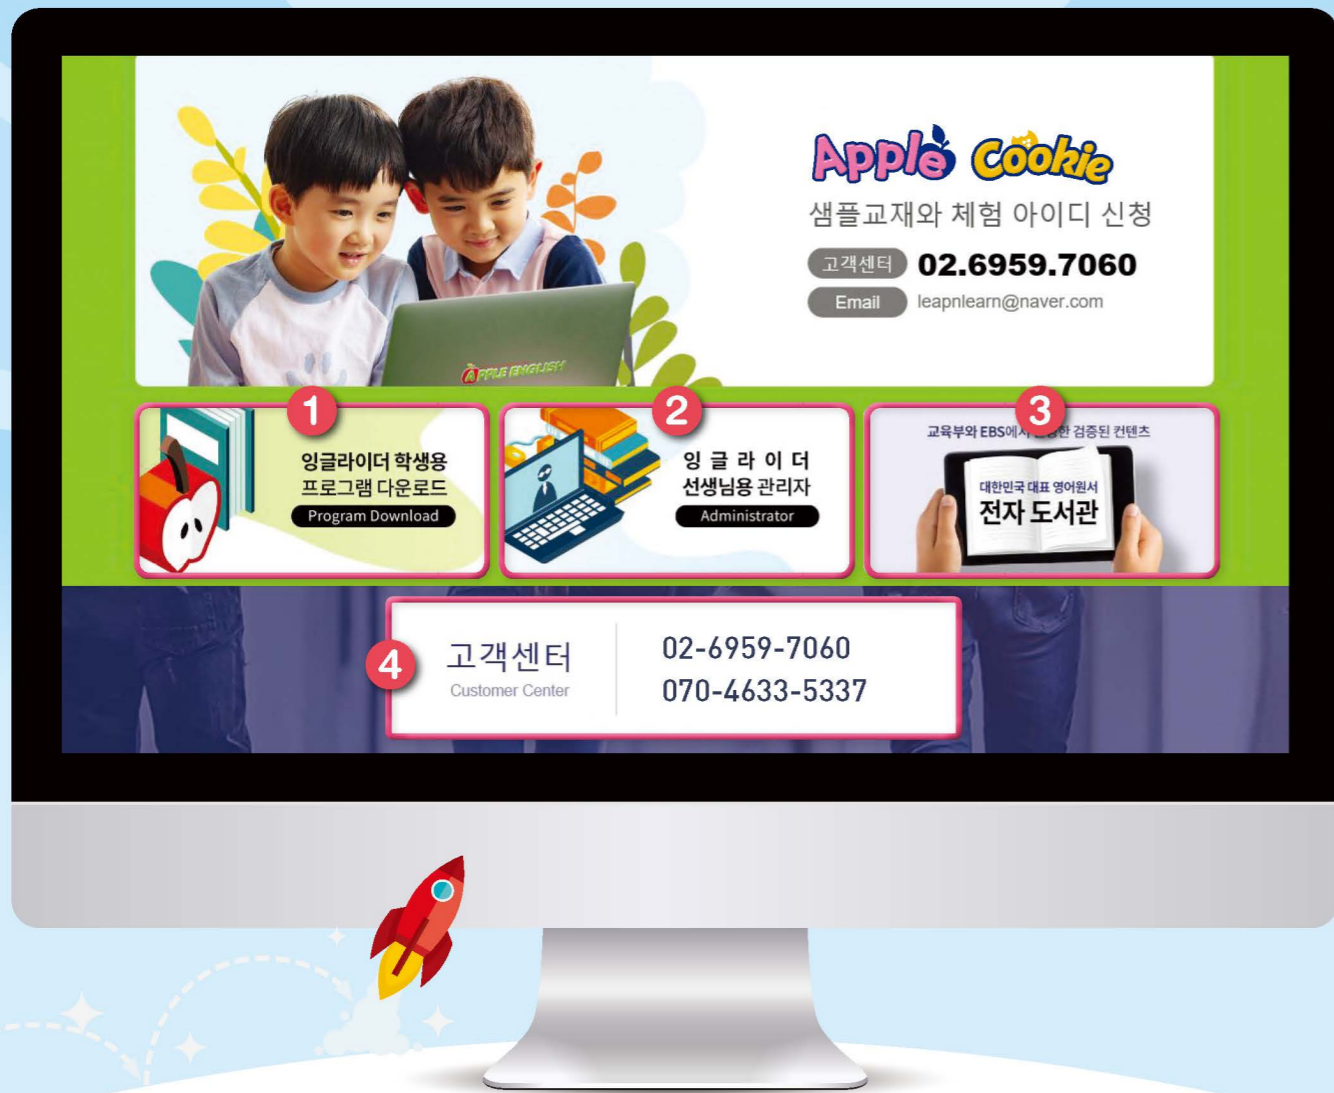 Apple Cookie
샘플교재와 체험 아이디 신청
고객센터 02.6959.7060
Email leapnlearn@naver.com
APPLE ENGLISH
1
잉글라이더 학생용
프로그램 다운로드
Program Download
2
잉글라이더
선생님용 관리자
Administrator
3
교육부와 EBS에서 검증된 컨텐츠
대한민국 대표 영어원서
전자 도서관
4
고객센터
Customer Center
02-6959-7060
070-4633-5337